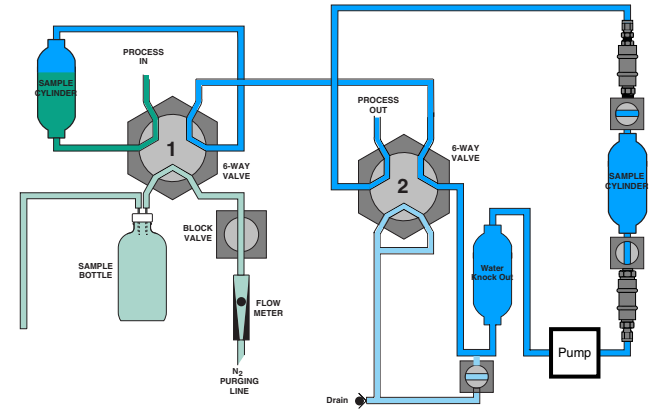 PROCESS
IN
SAMPLE
CYLINDER
1
6-WAY
VALVE
PROCESS
OUT
6-WAY
VALVE
2
SAMPLE
CYLINDER
BLOCK
VALVE
SAMPLE
BOTTLE
Water
Knock Out
FLOW
METER
Pump
N2
PURGING
LINE
Drain